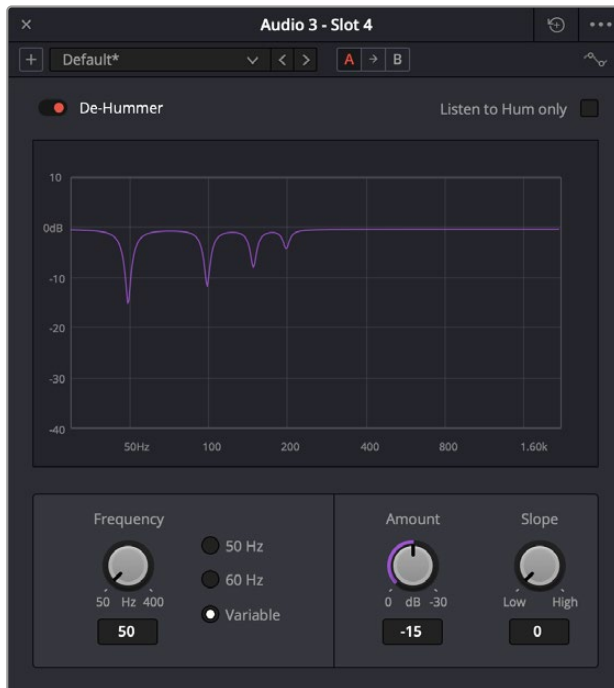 Audio 3 - Slot 4
Default*
A B
De-Hummer
Listen to Hum only
10
0dB
-10
-20
-30
-40
50Hz 100 200 400 800 1.60k
Frequency
50 Hz 400
50
50 Hz
60 Hz
Variable
Amount
0 dB -30
-15
Slope
Low High
0